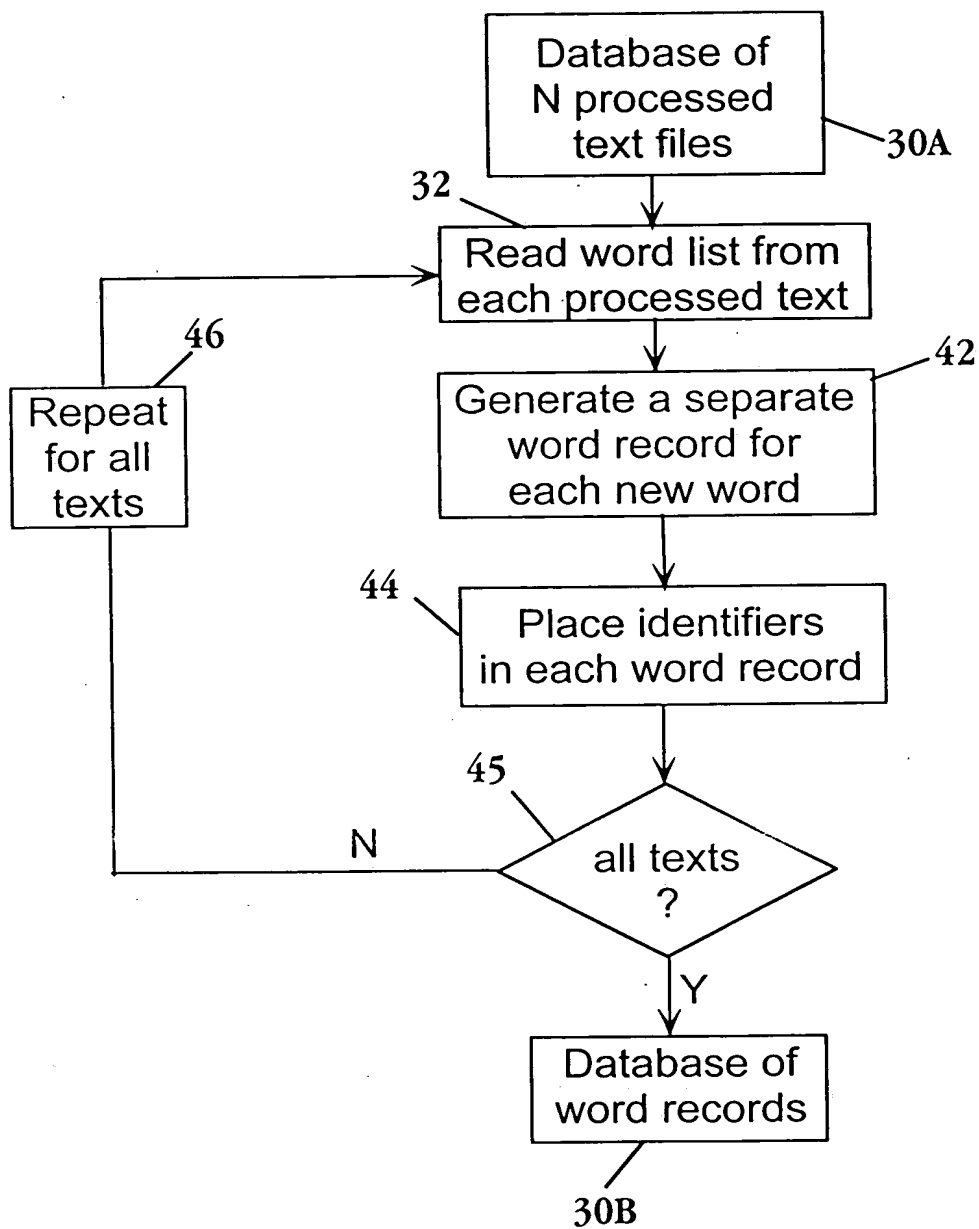 Database of
N processed
text files
30A
32
Read word list from
each processed text
46
Repeat
for all
texts
42
Generate a separate
word record for
each new word
44
Place identifiers
in each word record
45
all texts
?
N
Y
Database of
word records
30B